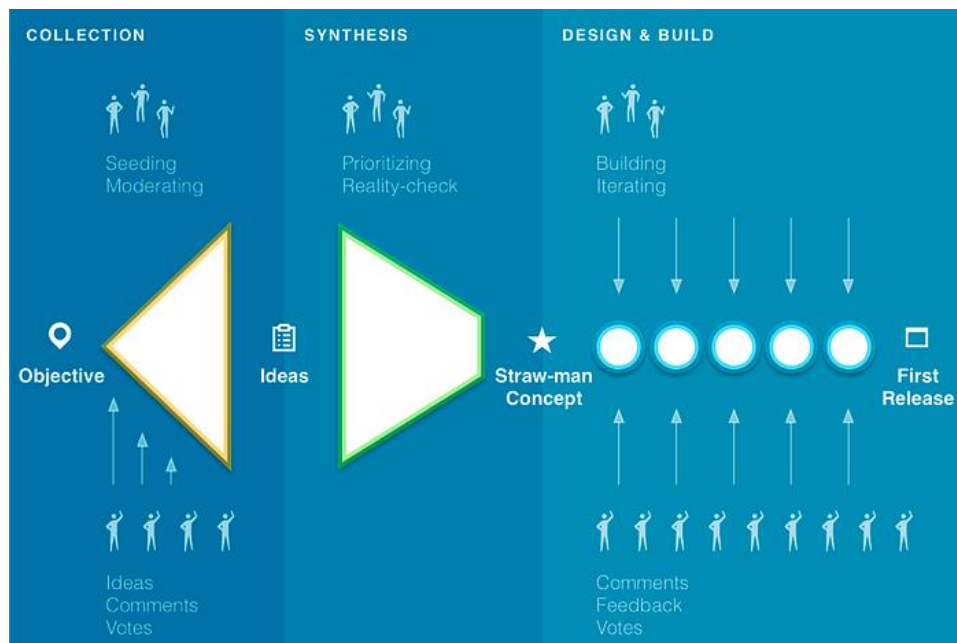 COLLECTION
Seeding
Moderating
Objective
Ideas
Comments
Votes
Ideas
SYNTHESIS
Prioritizing
Reality-check
Straw-man
Concept
DESIGN & BUILD
Building
Iterating
Comments
Feedback
Votes
First
Release